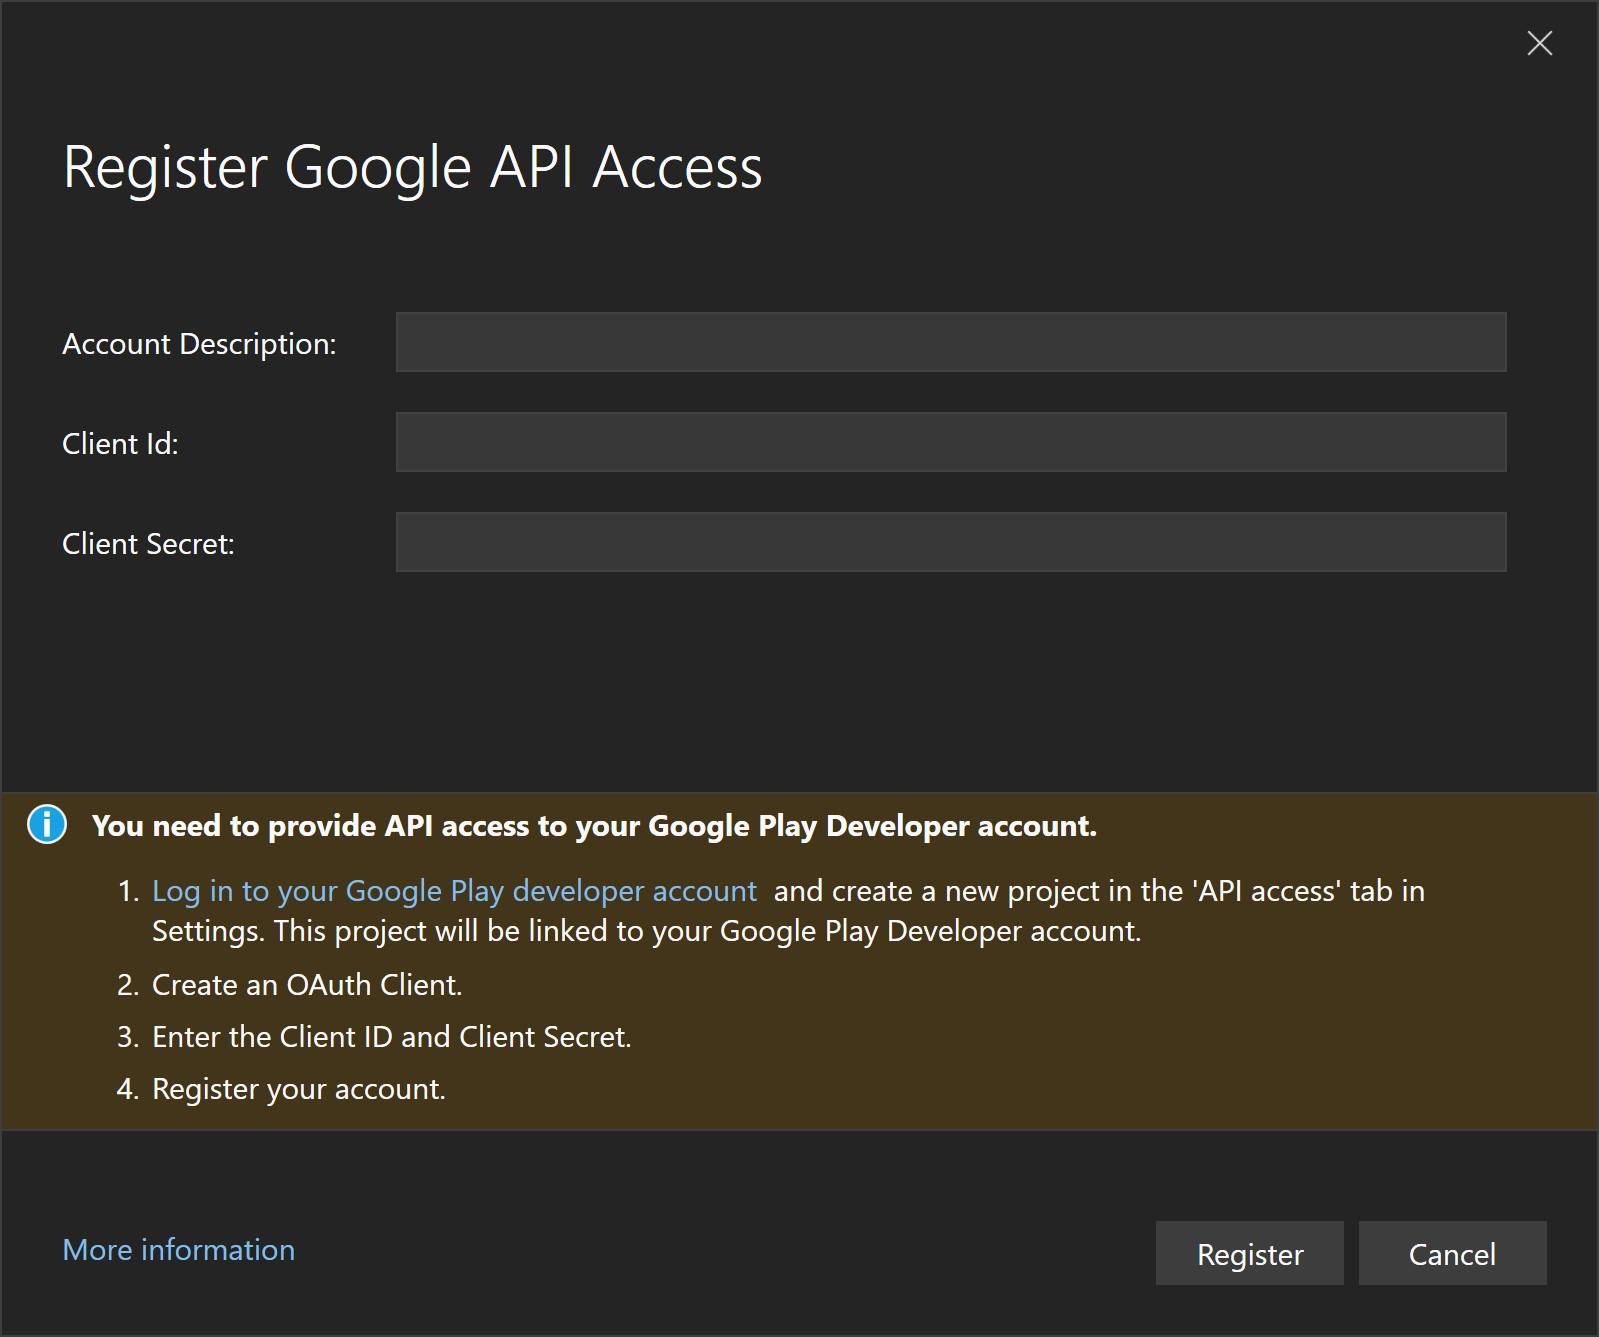 Register Google API Access
Account Description:
Client Id:
Client Secret:
You need to provide API access to your Google Play Developer account.
1. Log in to your Google Play developer account and create a new project in the 'API access' tab in
Settings. This project will be linked to your Google Play Developer account.
2. Create an OAuth Client.
3. Enter the Client ID and Client Secret.
4. Register your account.
More information
Register
Cancel